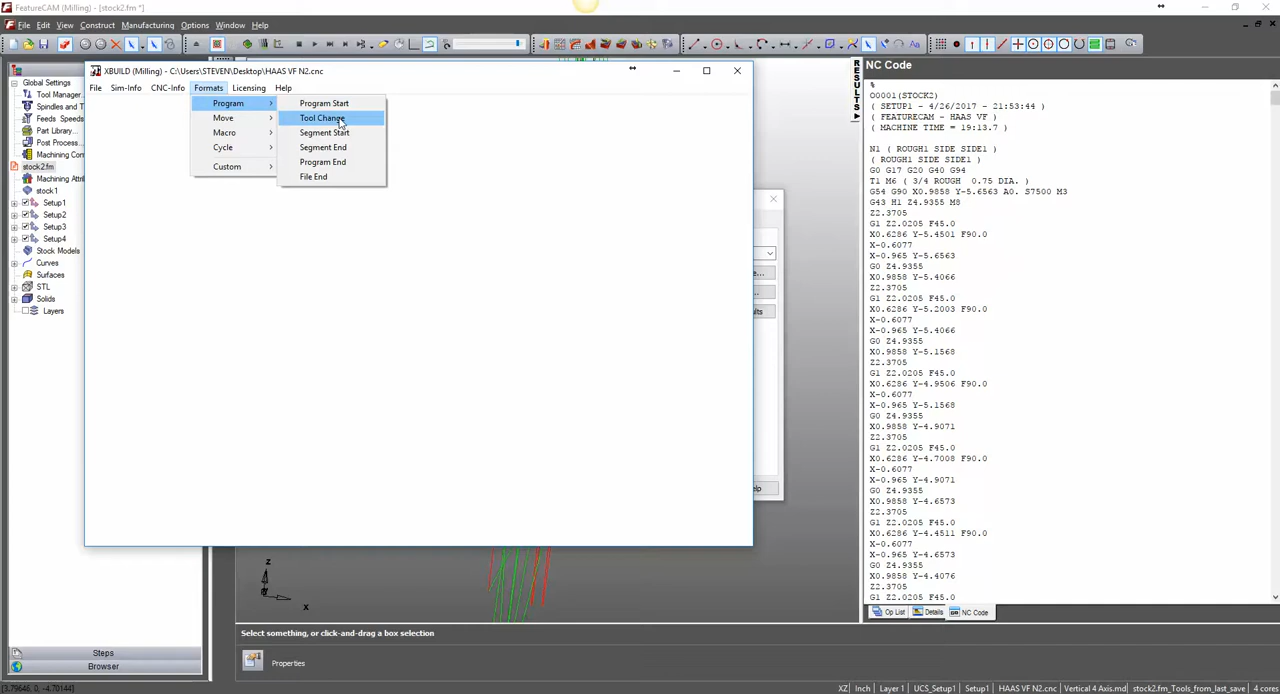 FeatureCAM (Milling) - [stock2.fm *]
File Edit View Construct Manufacturing Options Window Help
XBUILD (Milling) - C:\Users\STEVEN\Desktop\HAAS VF N2.cnc
File Sim-Info CNC-Info Formats Licensing Help
Program
Move
Macro
Cycle
Custom
Program Start
Tool Change
Segment Start
Segment End
Program End
File End
Global Settings
Tool Manager
Spindles and T
Feeds Speeds
Part Library...
Post Process..
Machining Con
stock2.fm
Machining Attri
stock1
Setup1
Setup2
Setup3
Setup4
Stock Models
Curves
Surfaces
STL
Solids
Layers
Steps
Browser
RESULTS
NC Code
%
O0001(STOCK2)
( SETUP1 - 4/26/2017 - 21:53:44 )
( FEATURECAM - HAAS VF )
( MACHINE TIME = 19:13.7 )
N1 ( ROUGH1 SIDE SIDE1 )
( ROUGH1 SIDE SIDE1 )
G0 G17 G20 G40 G94
T1 M6 ( 3/4 ROUGH 0.75 DIA. )
G54 G90 X0.9858 Y-5.6563 A0. S7500 M3
G43 H1 Z4.9355 M8
Z2.3705
G1 Z2.0205 F45.0
X0.6286 Y-5.4501 F90.0
X-0.6077
X-0.965 Y-5.6563
G0 Z4.9355
X0.9858 Y-5.4066
Z2.3705
G1 Z2.0205 F45.0
X0.6286 Y-5.2003 F90.0
X-0.6077
X-0.965 Y-5.4066
G0 Z4.9355
X0.9858 Y-5.1568
Z2.3705
G1 Z2.0205 F45.0
X0.6286 Y-4.9506 F90.0
X-0.6077
X-0.965 Y-5.1568
G0 Z4.9355
X0.9858 Y-4.9071
Z2.3705
G1 Z2.0205 F45.0
X0.6286 Y-4.7008 F90.0
X-0.6077
X-0.965 Y-4.9071
G0 Z4.9355
X0.9858 Y-4.6573
Z2.3705
G1 Z2.0205 F45.0
X0.6286 Y-4.4511 F90.0
X-0.6077
X-0.965 Y-4.6573
G0 Z4.9355
X0.9858 Y-4.4076
Z2.3705
G1 Z2.0205 F45.0
Op List Details NC Code
z
x
Select something, or click-and-drag a box selection
Properties
[3.79646, 0, -4.70144]
XZ Inch Layer 1 UCS_Setup1 Setup1 HAAS VF N2.cnc Vertical 4 Axis.md stock2.fm_Tools_from_last_save 4 cores